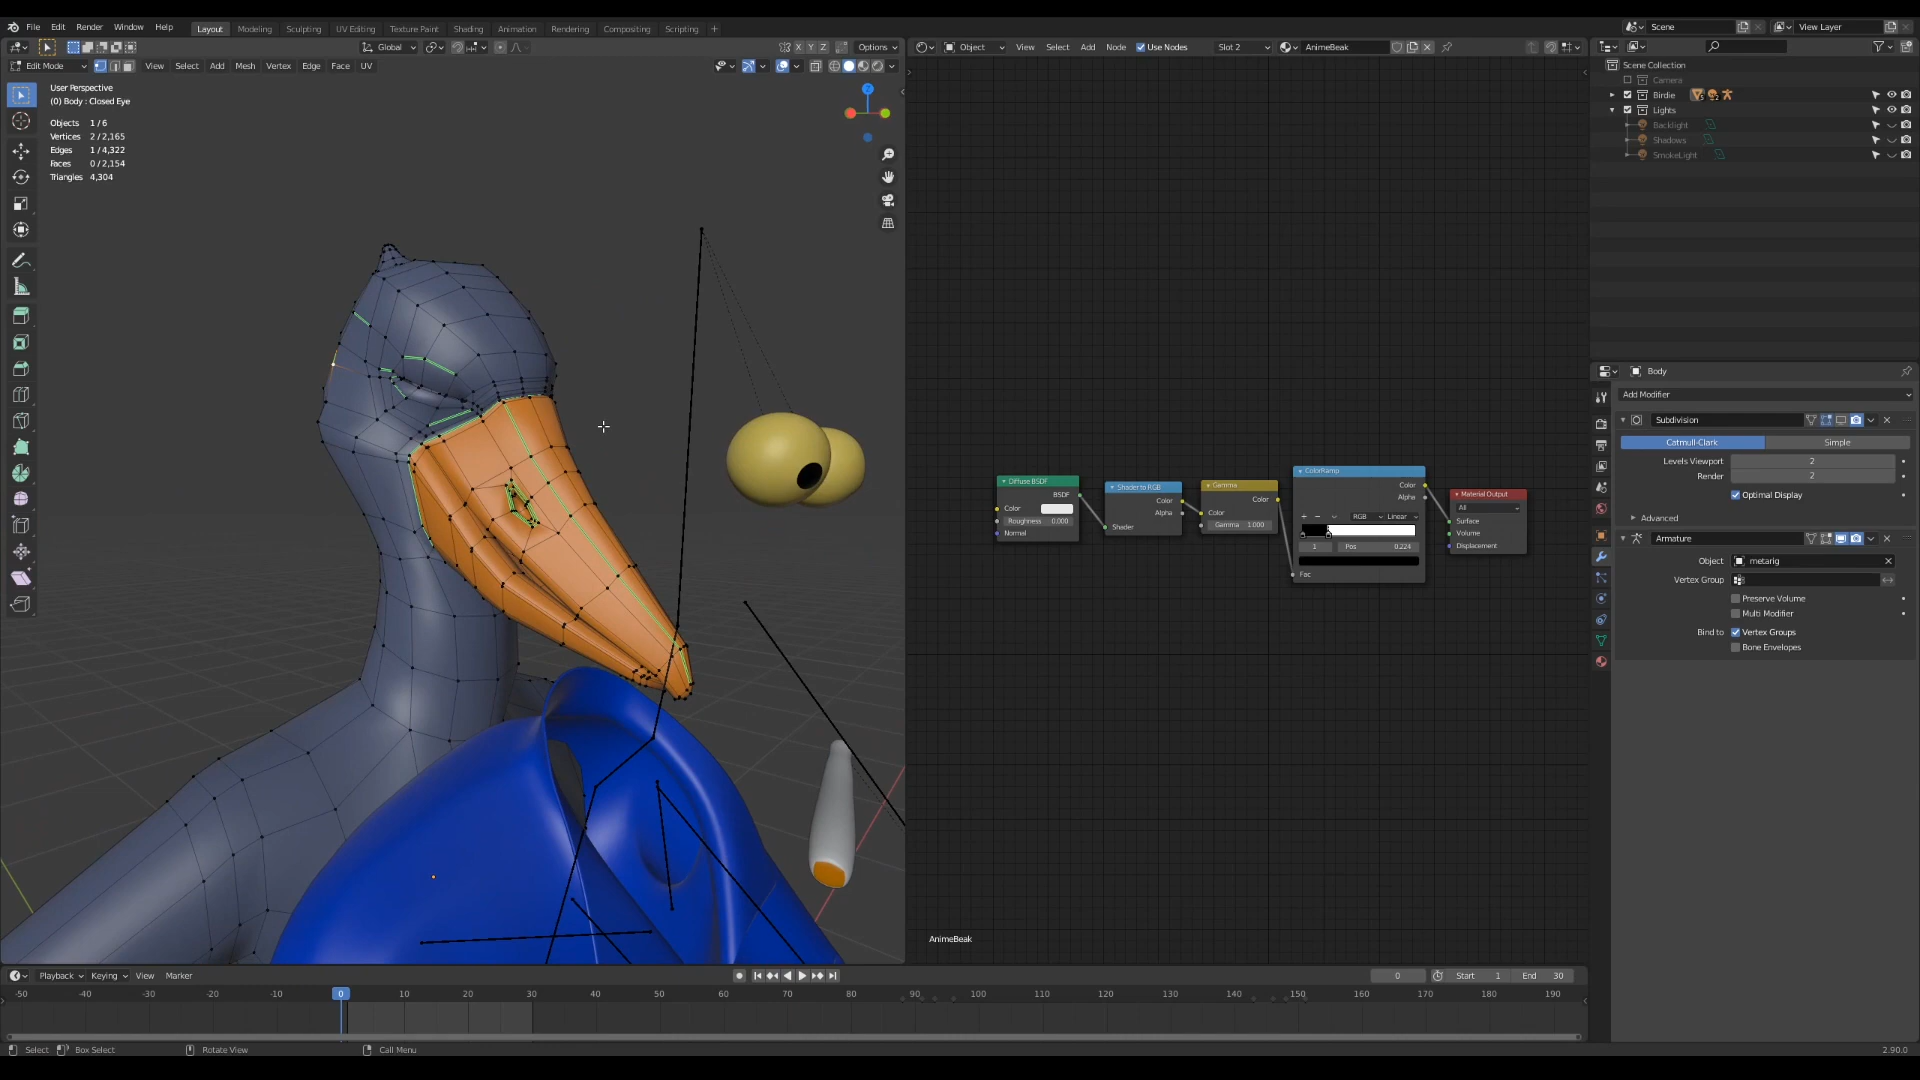 File Edit Render Window Help Layout Modeling Sculpting UV Editing Texture Paint Shading Animation Rendering Compositing Scripting + Scene View Layer
Global Options Object View Select Add Node Use Nodes Slot 2 AnimeBeak
Edit Mode View Select Add Mesh Vertex Edge Face UV
X Y Z
User Perspective
(0) Body : Closed Eye
Objects 1/6
Vertices 2/2,165
Edges 1/4,322
Faces 0/2,154
Triangles 4,304
Z
Diffuse BSDF
BSDF
Color
Roughness 0.000
Normal
Shader to RGB
Color
Alpha
Shader
Gamma
Color
Color
Gamma 1.000
ColorRamp
Color
Alpha
+ − RGB Linear
1 Pos 0.224
Fac
Material Output
All
Surface
Volume
Displacement
AnimeBeak
Scene Collection
Camera
Birdie
Lights
Backlight
Shadows
SmokeLight
Body
Add Modifier
Subdivision
Catmull-Clark Simple
Levels Viewport 2
Render 2
Optimal Display
Advanced
Armature
Object metarig
Vertex Group
Preserve Volume
Multi Modifier
Bind to Vertex Groups
Bone Envelopes
Playback Keying View Marker 0 Start 1 End 30
-50 -40 -30 -20 -10 0 10 20 30 40 50 60 70 80 90 100 110 120 130 140 150 160 170 180 190
Select Box Select Rotate View Call Menu 2.90.0